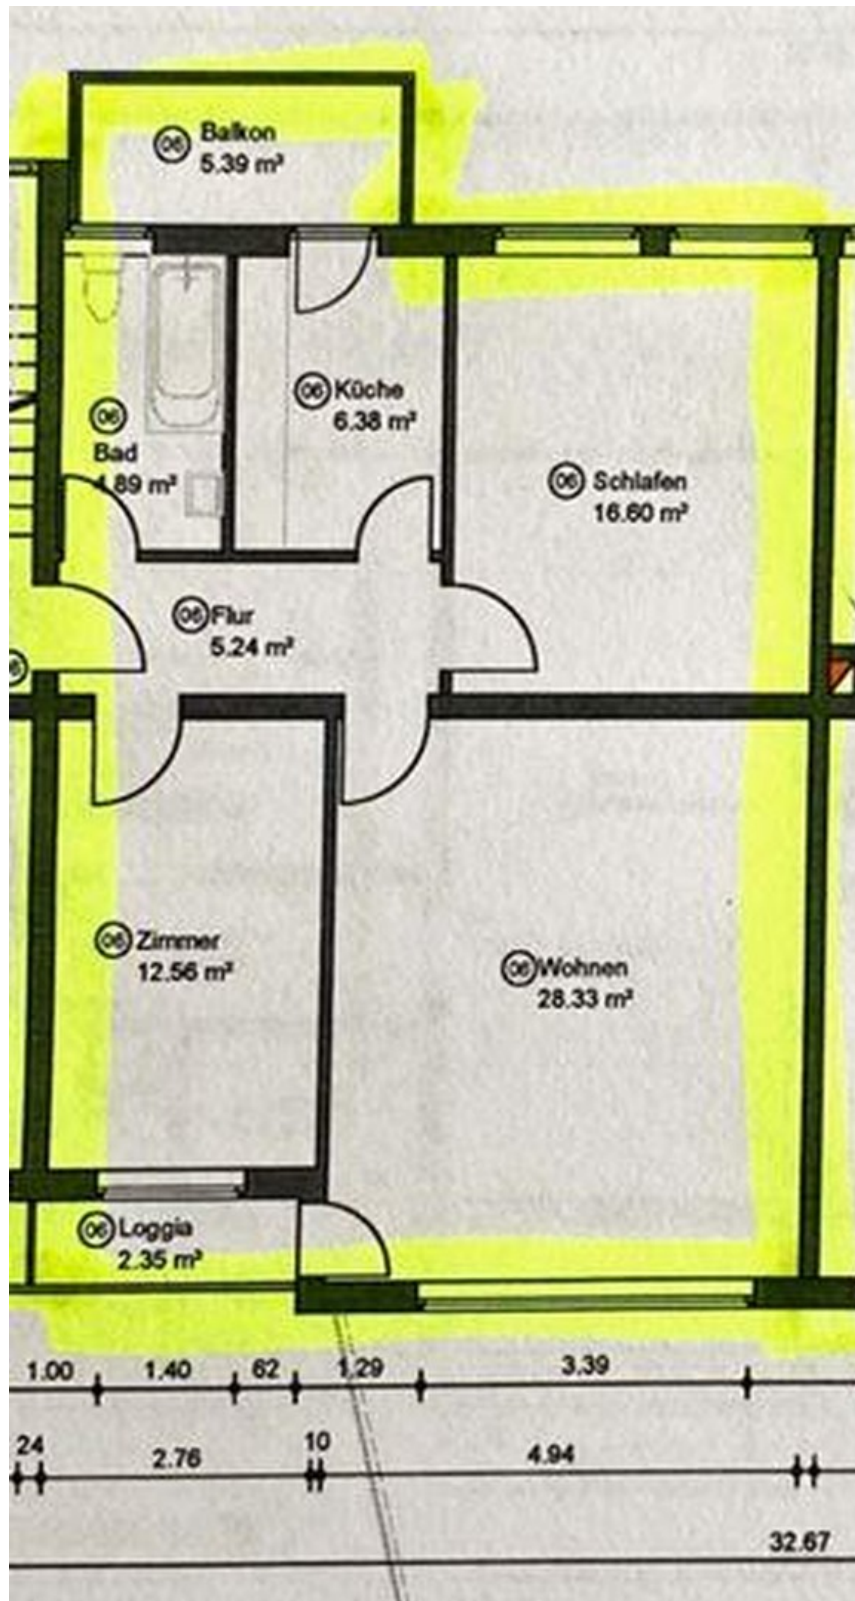 06 Balkon
5.39 m²
06 Küche
6.38 m²
06
Bad
4.89 m²
06 Schlafen
16.60 m²
06 Flur
5.24 m²
06 Zimmer
12.56 m²
06 Wohnen
28.33 m²
06 Loggia
2.35 m²
1.00 1.40 62 1.29 3.39
24 2.76 10 4.94
32.67